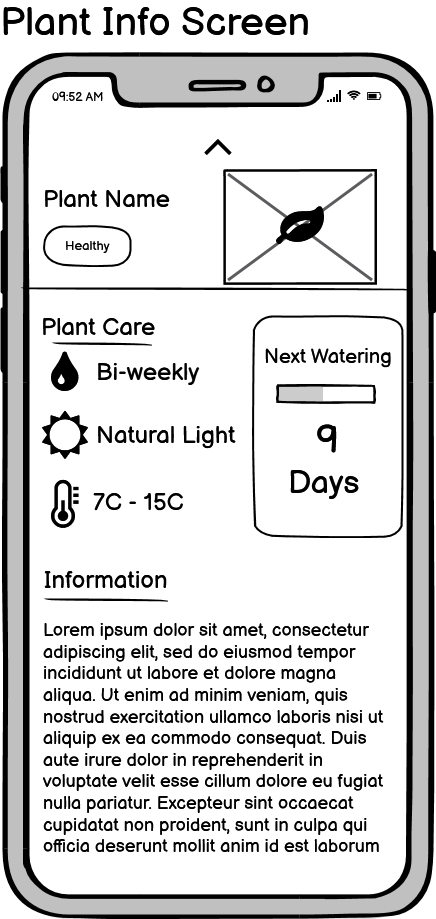 Plant Info Screen
09:52 AM
Plant Name
Healthy
Plant Care
Bi-weekly
Natural Light
7C - 15C
Next Watering
9
Days
Information
Lorem ipsum dolor sit amet, consectetur
adipiscing elit, sed do eiusmod tempor
incididunt ut labore et dolore magna
aliqua. Ut enim ad minim veniam, quis
nostrud exercitation ullamco laboris nisi ut
aliquip ex ea commodo consequat. Duis
aute irure dolor in reprehenderit in
voluptate velit esse cillum dolore eu fugiat
nulla pariatur. Excepteur sint occaecat
cupidatat non proident, sunt in culpa qui
officia deserunt mollit anim id est laborum